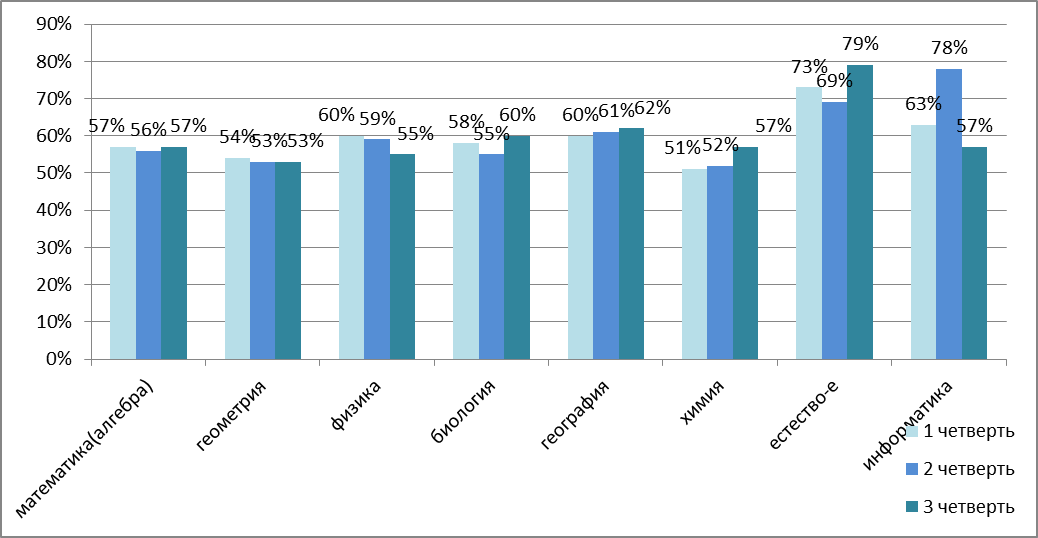 90%
80%
70%
60%
50%
40%
30%
20%
10%
0%
57% 56% 57%
54% 53% 53%
60% 59% 55%
58% 55% 60%
60% 61% 62%
51% 52% 57%
73% 69% 79%
63% 78% 57%
математика(алгебра)
геометрия
физика
биология
география
химия
естество-е
информатика
1 четверть
2 четверть
3 четверть